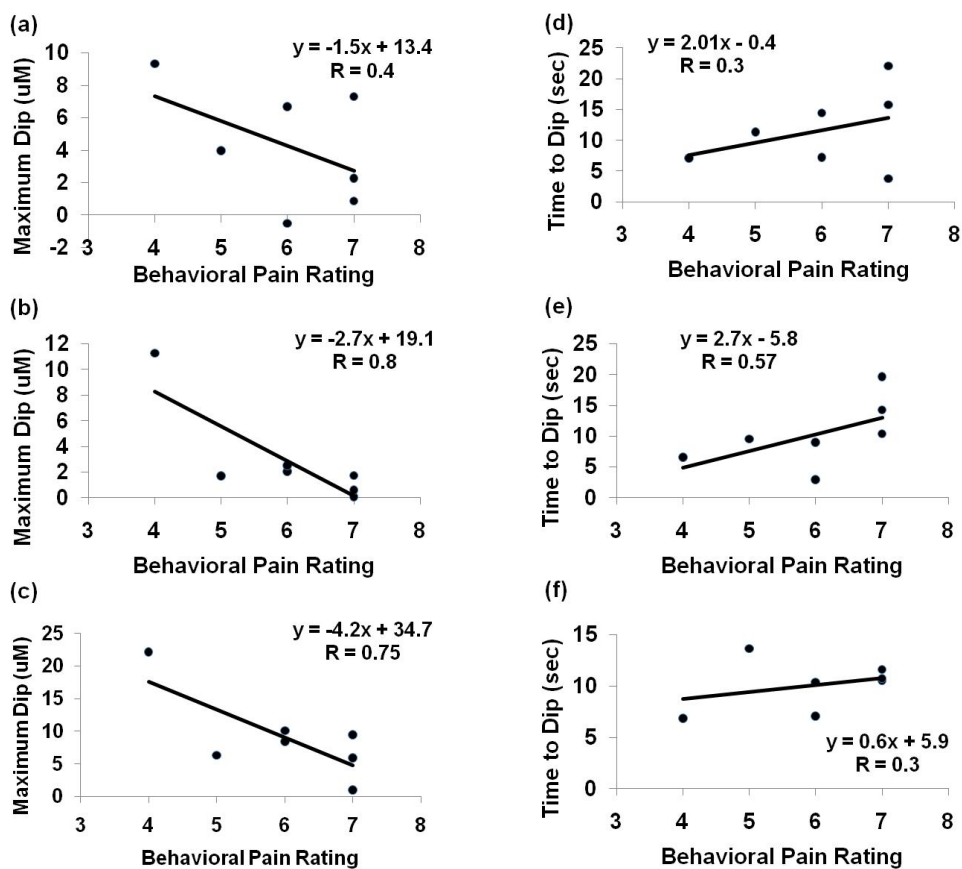 (a)
y = -1.5x + 13.4
R = 0.4
Maximum Dip (uM)
10
8
6
4
2
0
-2
3 4 5 6 7 8
Behavioral Pain Rating
(b)
y = -2.7x + 19.1
R = 0.8
Maximum Dip (uM)
12
10
8
6
4
2
0
3 4 5 6 7 8
Behavioral Pain Rating
(c)
y = -4.2x + 34.7
R = 0.75
Maximum Dip (uM)
25
20
15
10
5
0
3 4 5 6 7 8
Behavioral Pain Rating
(d)
y = 2.01x - 0.4
R = 0.3
Time to Dip (sec)
25
20
15
10
5
0
3 4 5 6 7 8
Behavioral Pain Rating
(e)
y = 2.7x - 5.8
R = 0.57
Time to Dip (sec)
25
20
15
10
5
0
3 4 5 6 7 8
Behavioral Pain Rating
(f)
Time to Dip (sec)
15
10
5
0
y = 0.6x + 5.9
R = 0.3
3 4 5 6 7 8
Behavioral Pain Rating